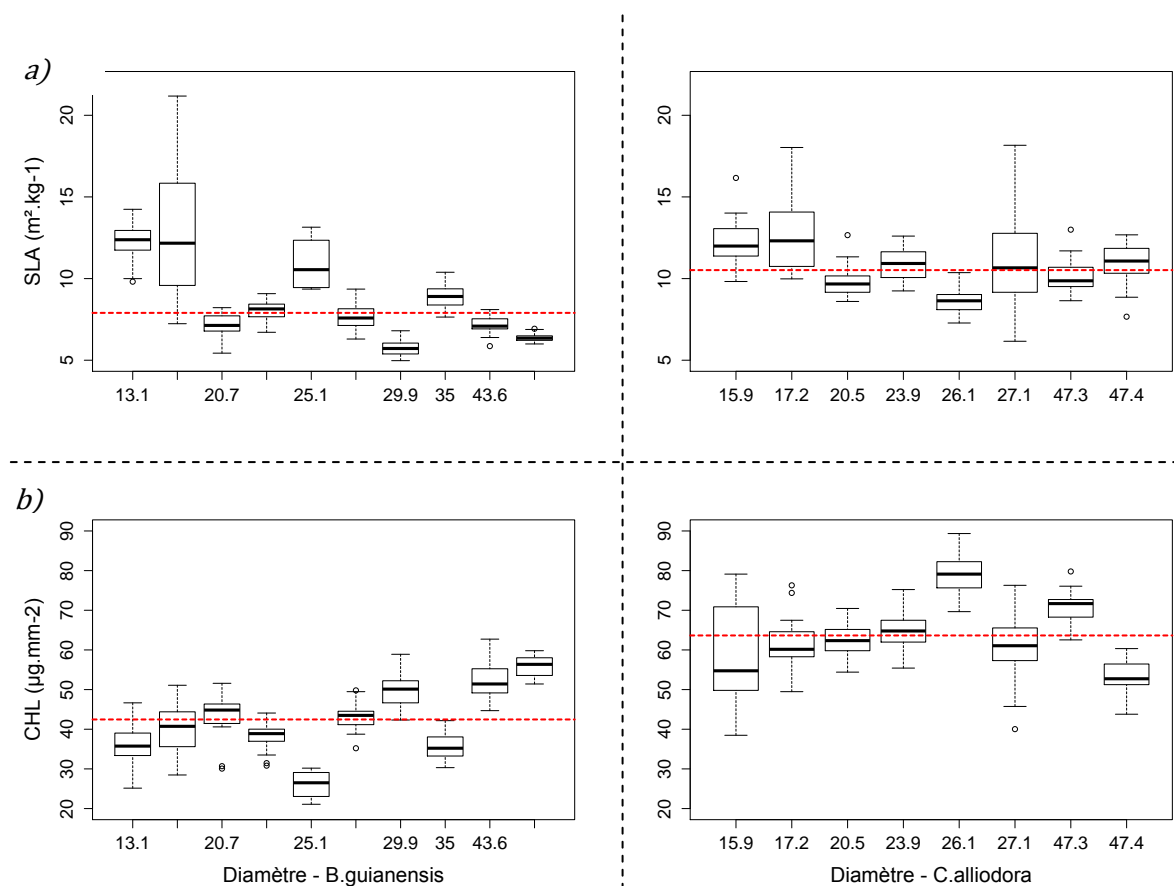 a)
SLA (m².kg-1)
5 10 15 20
13.1 20.7 25.1 29.9 35 43.6
5 10 15 20
15.9 17.2 20.5 23.9 26.1 27.1 47.3 47.4
b)
CHL (µg.mm-2)
20 30 40 50 60 70 80 90
13.1 20.7 25.1 29.9 35 43.6
Diamètre - B.guianensis
20 30 40 50 60 70 80 90
15.9 17.2 20.5 23.9 26.1 27.1 47.3 47.4
Diamètre - C.alliodora